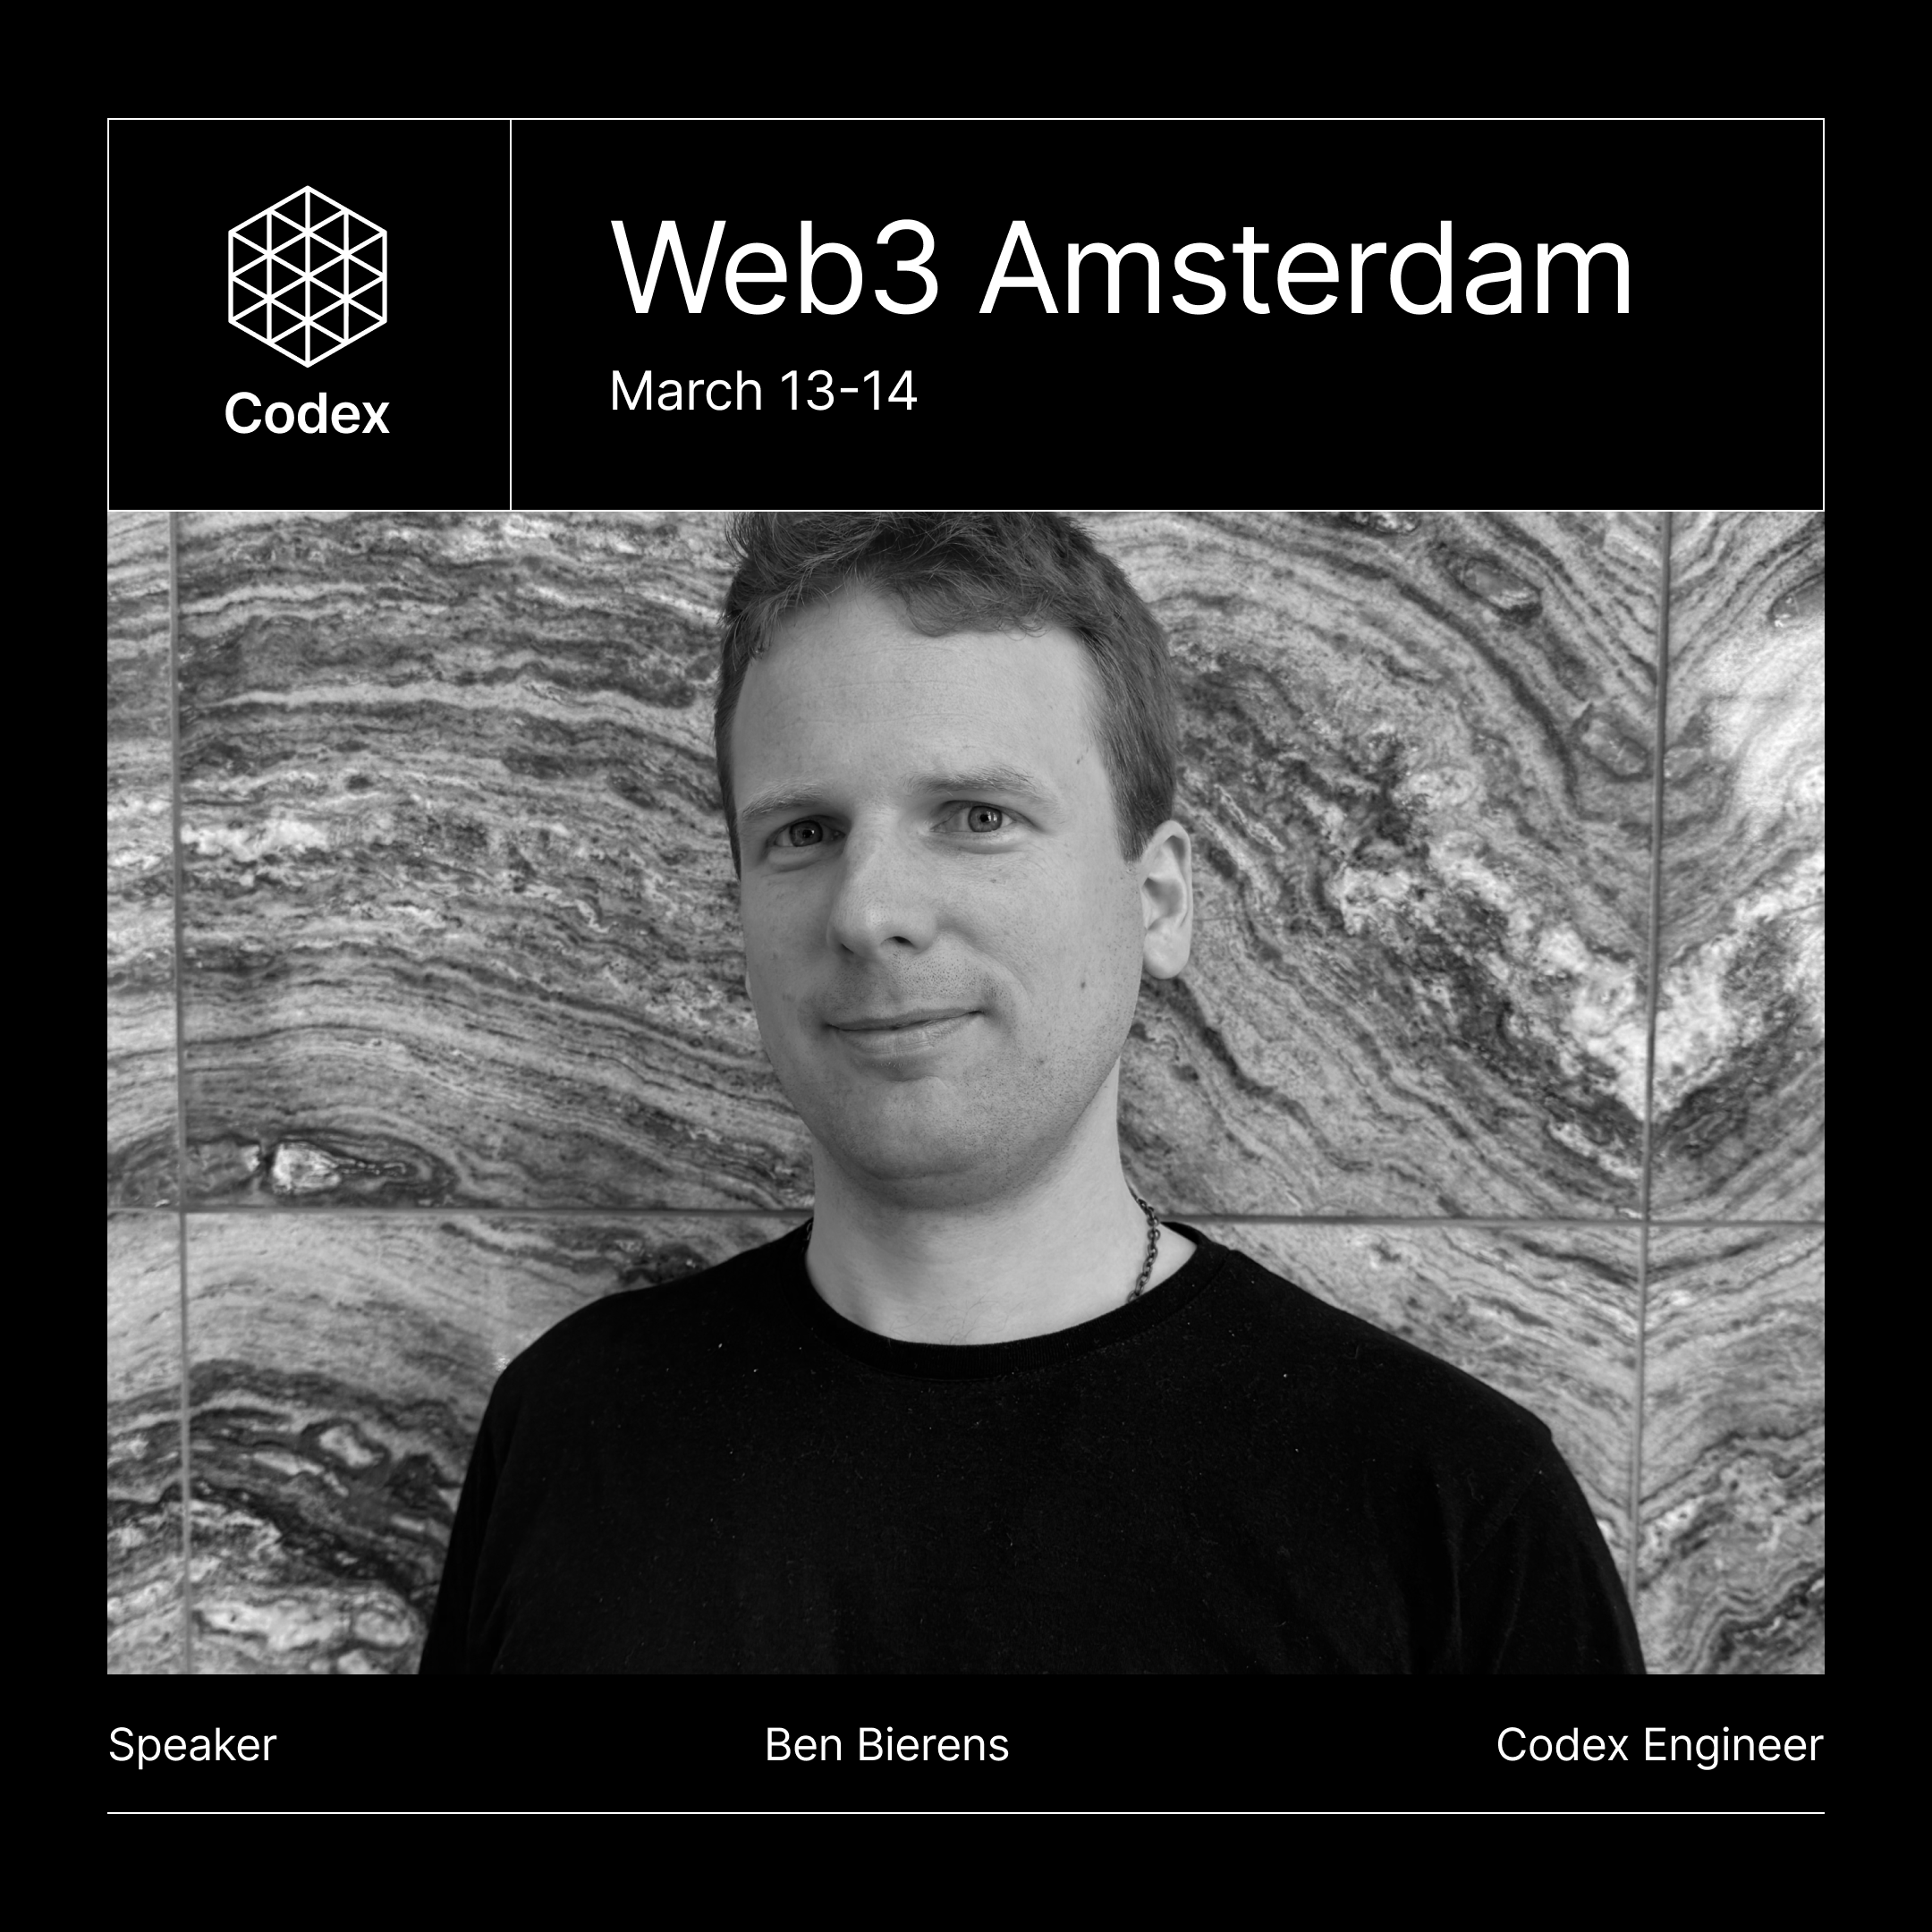 Codex
Web3 Amsterdam
March 13-14
Speaker
Ben Bierens
Codex Engineer